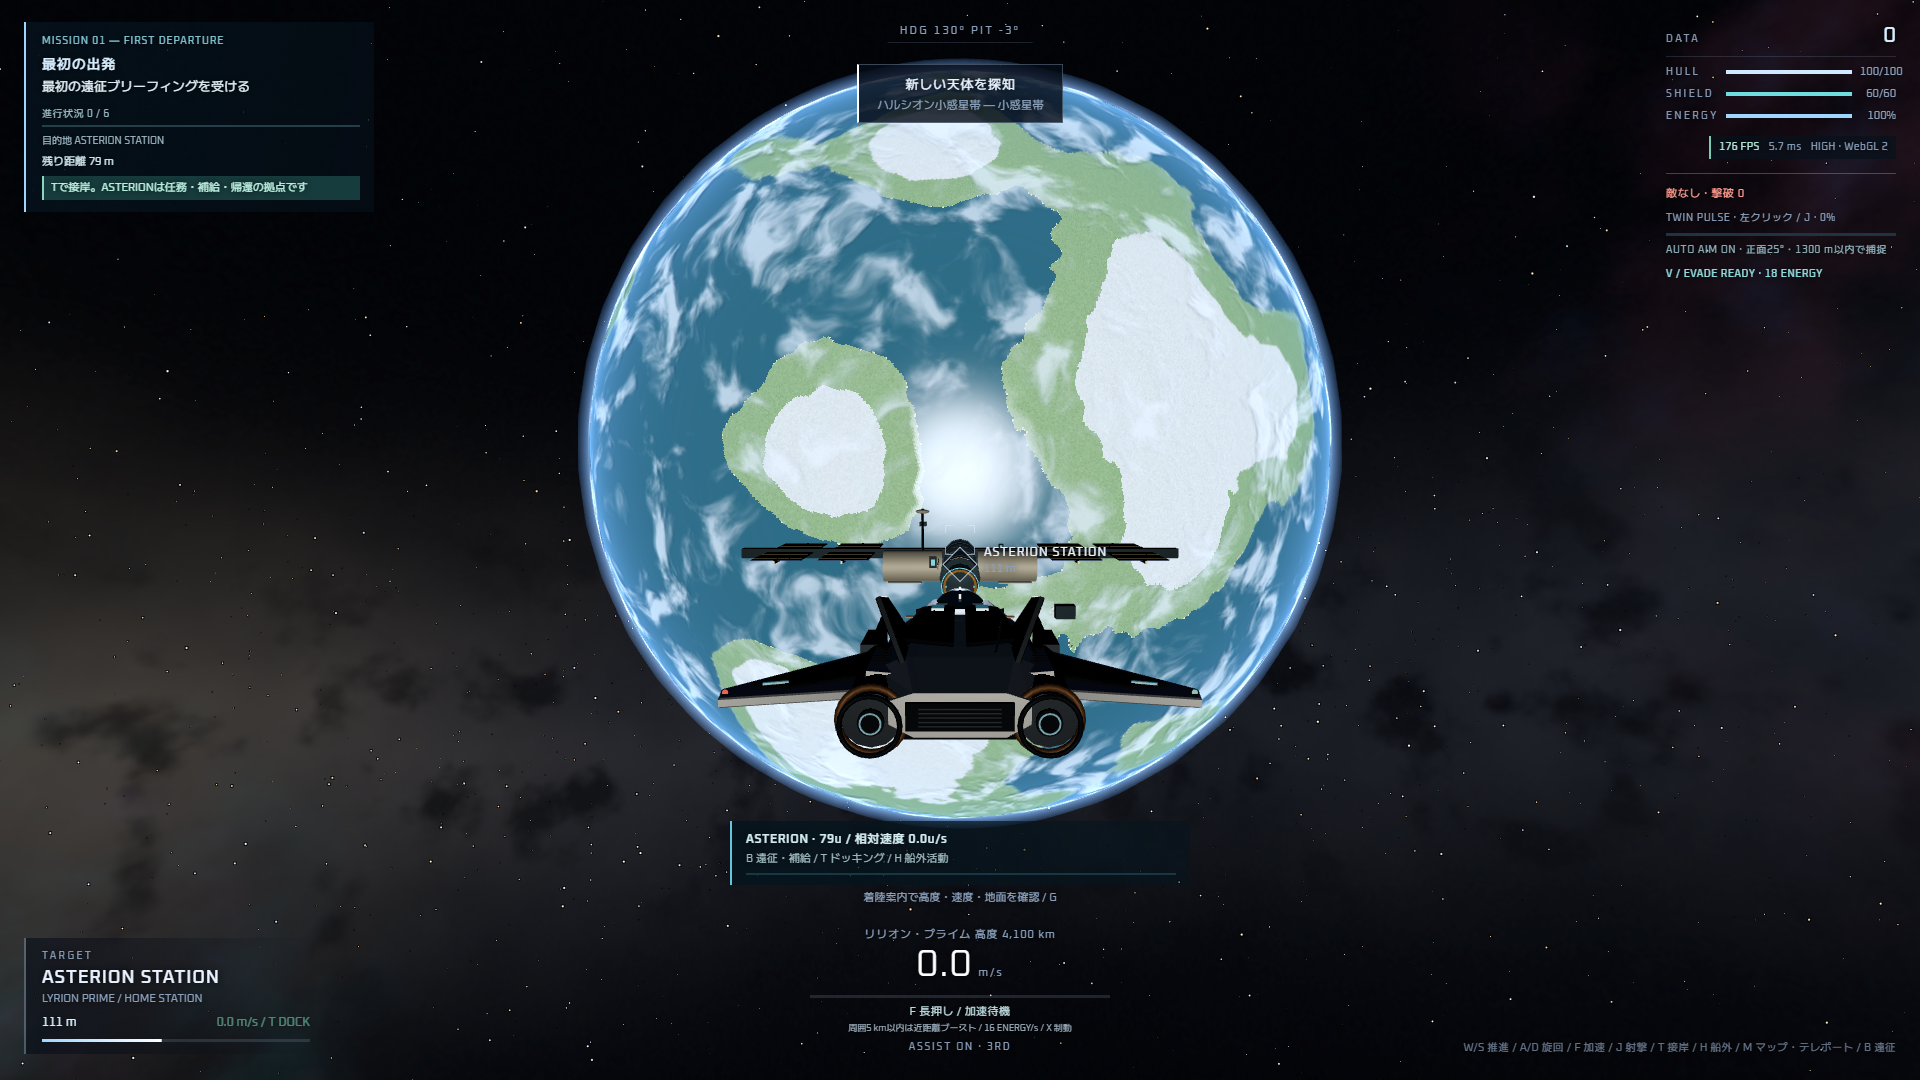 MISSION 01 — FIRST DEPARTURE
最初の出発
最初の遠征ブリーフィングを受ける
進行状況 0 / 6
目的地 ASTERION STATION
残り距離 79 m
Tで接岸。ASTERIONは任務・補給・帰還の拠点です
HDG 130° PIT -3°
新しい天体を探知
ハルシオン小惑星帯 — 小惑星帯
DATA 0
HULL 100/100
SHIELD 60/60
ENERGY 100%
176 FPS 5.7 ms HIGH · WebGL 2
敵なし · 撃破 0
TWIN PULSE · 左クリック / J · 0%
AUTO AIM ON · 正面25° · 1300 m以内で捕捉
V / EVADE READY · 18 ENERGY
ASTERION STATION
ASTERION · 79u / 相対速度 0.0u/s
B 遠征・補給 / T ドッキング / H 船外活動
着陸案内で高度・速度・地面を確認 / G
リリオン・プライム 高度 4,100 km
0.0 m/s
F 長押し / 加速待機
周囲5 km以内は近距離ブースト / 16 ENERGY/s / X 制動
ASSIST ON · 3RD
TARGET
ASTERION STATION
LYRION PRIME / HOME STATION
111 m 0.0 m/s / T DOCK
W/S 推進 / A/D 旋回 / F 加速 / J 射撃 / T 接岸 / H 船外 / M マップ・テレポート / B 遠征